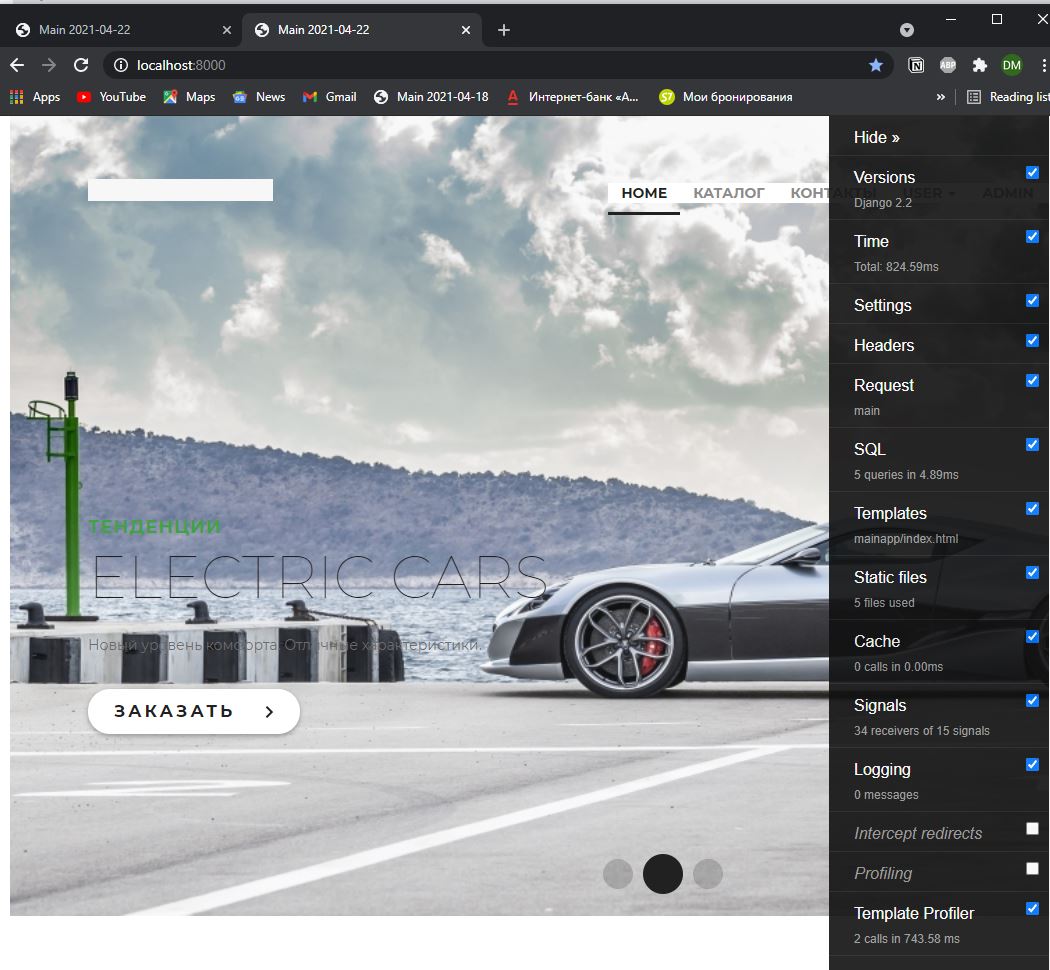 Main 2021-04-22
Main 2021-04-22
localhost:8000
ABP
DM
Apps
YouTube
Maps
News
Gmail
Main 2021-04-18
Интернет-банк «А...
Мои бронирования
»
Reading list
HOME
КАТАЛОГ
КОНТАКТЫ
USER
ADMIN
ТЕНДЕНЦИИ
ELECTRIC CARS
Новый уровень комфорта. Отличные характеристики.
ЗАКАЗАТЬ
Hide »
Versions
Django 2.2
Time
Total: 824.59ms
Settings
Headers
Request
main
SQL
5 queries in 4.89ms
Templates
mainapp/index.html
Static files
5 files used
Cache
0 calls in 0.00ms
Signals
34 receivers of 15 signals
Logging
0 messages
Intercept redirects
Profiling
Template Profiler
2 calls in 743.58 ms